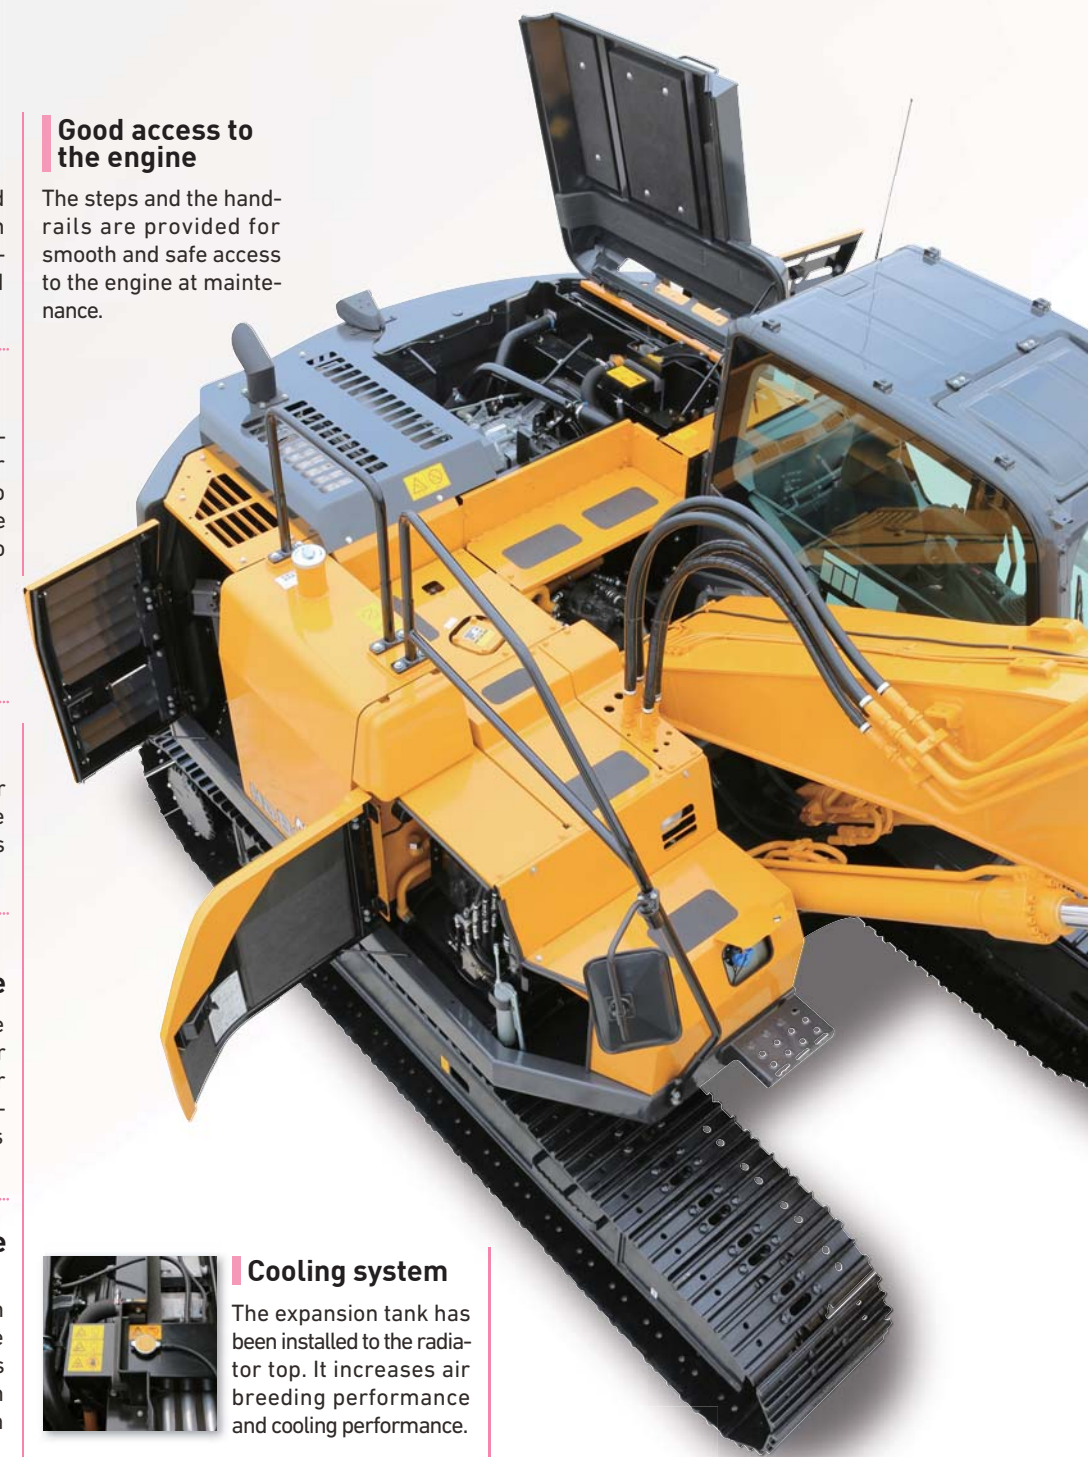 Good access to
the engine
The steps and the hand-
rails are provided for
smooth and safe access
to the engine at mainte-
nance.
Cooling system
The expansion tank has
been installed to the radia-
tor top. It increases air
breeding performance
and cooling performance.